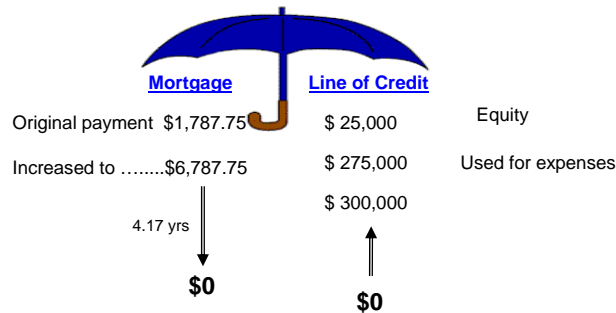 Mortgage Line of Credit
Original payment $1,787.75 $ 25,000 Equity
Increased to ….....$6,787.75 $ 275,000 Used for expenses
$ 300,000
4.17 yrs
$0
$0